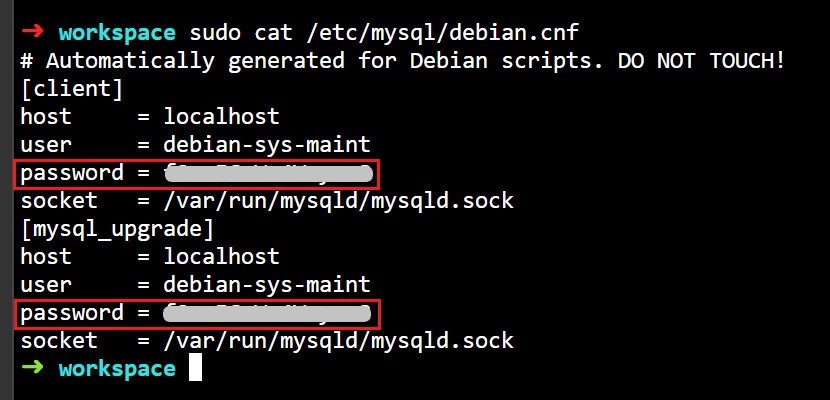 ➜ workspace sudo cat /etc/mysql/debian.cnf
# Automatically generated for Debian scripts. DO NOT TOUCH!
[client]
host     = localhost
user     = debian-sys-maint
password =
socket   = /var/run/mysqld/mysqld.sock
[mysql_upgrade]
host     = localhost
user     = debian-sys-maint
password =
socket   = /var/run/mysqld/mysqld.sock
➜ workspace